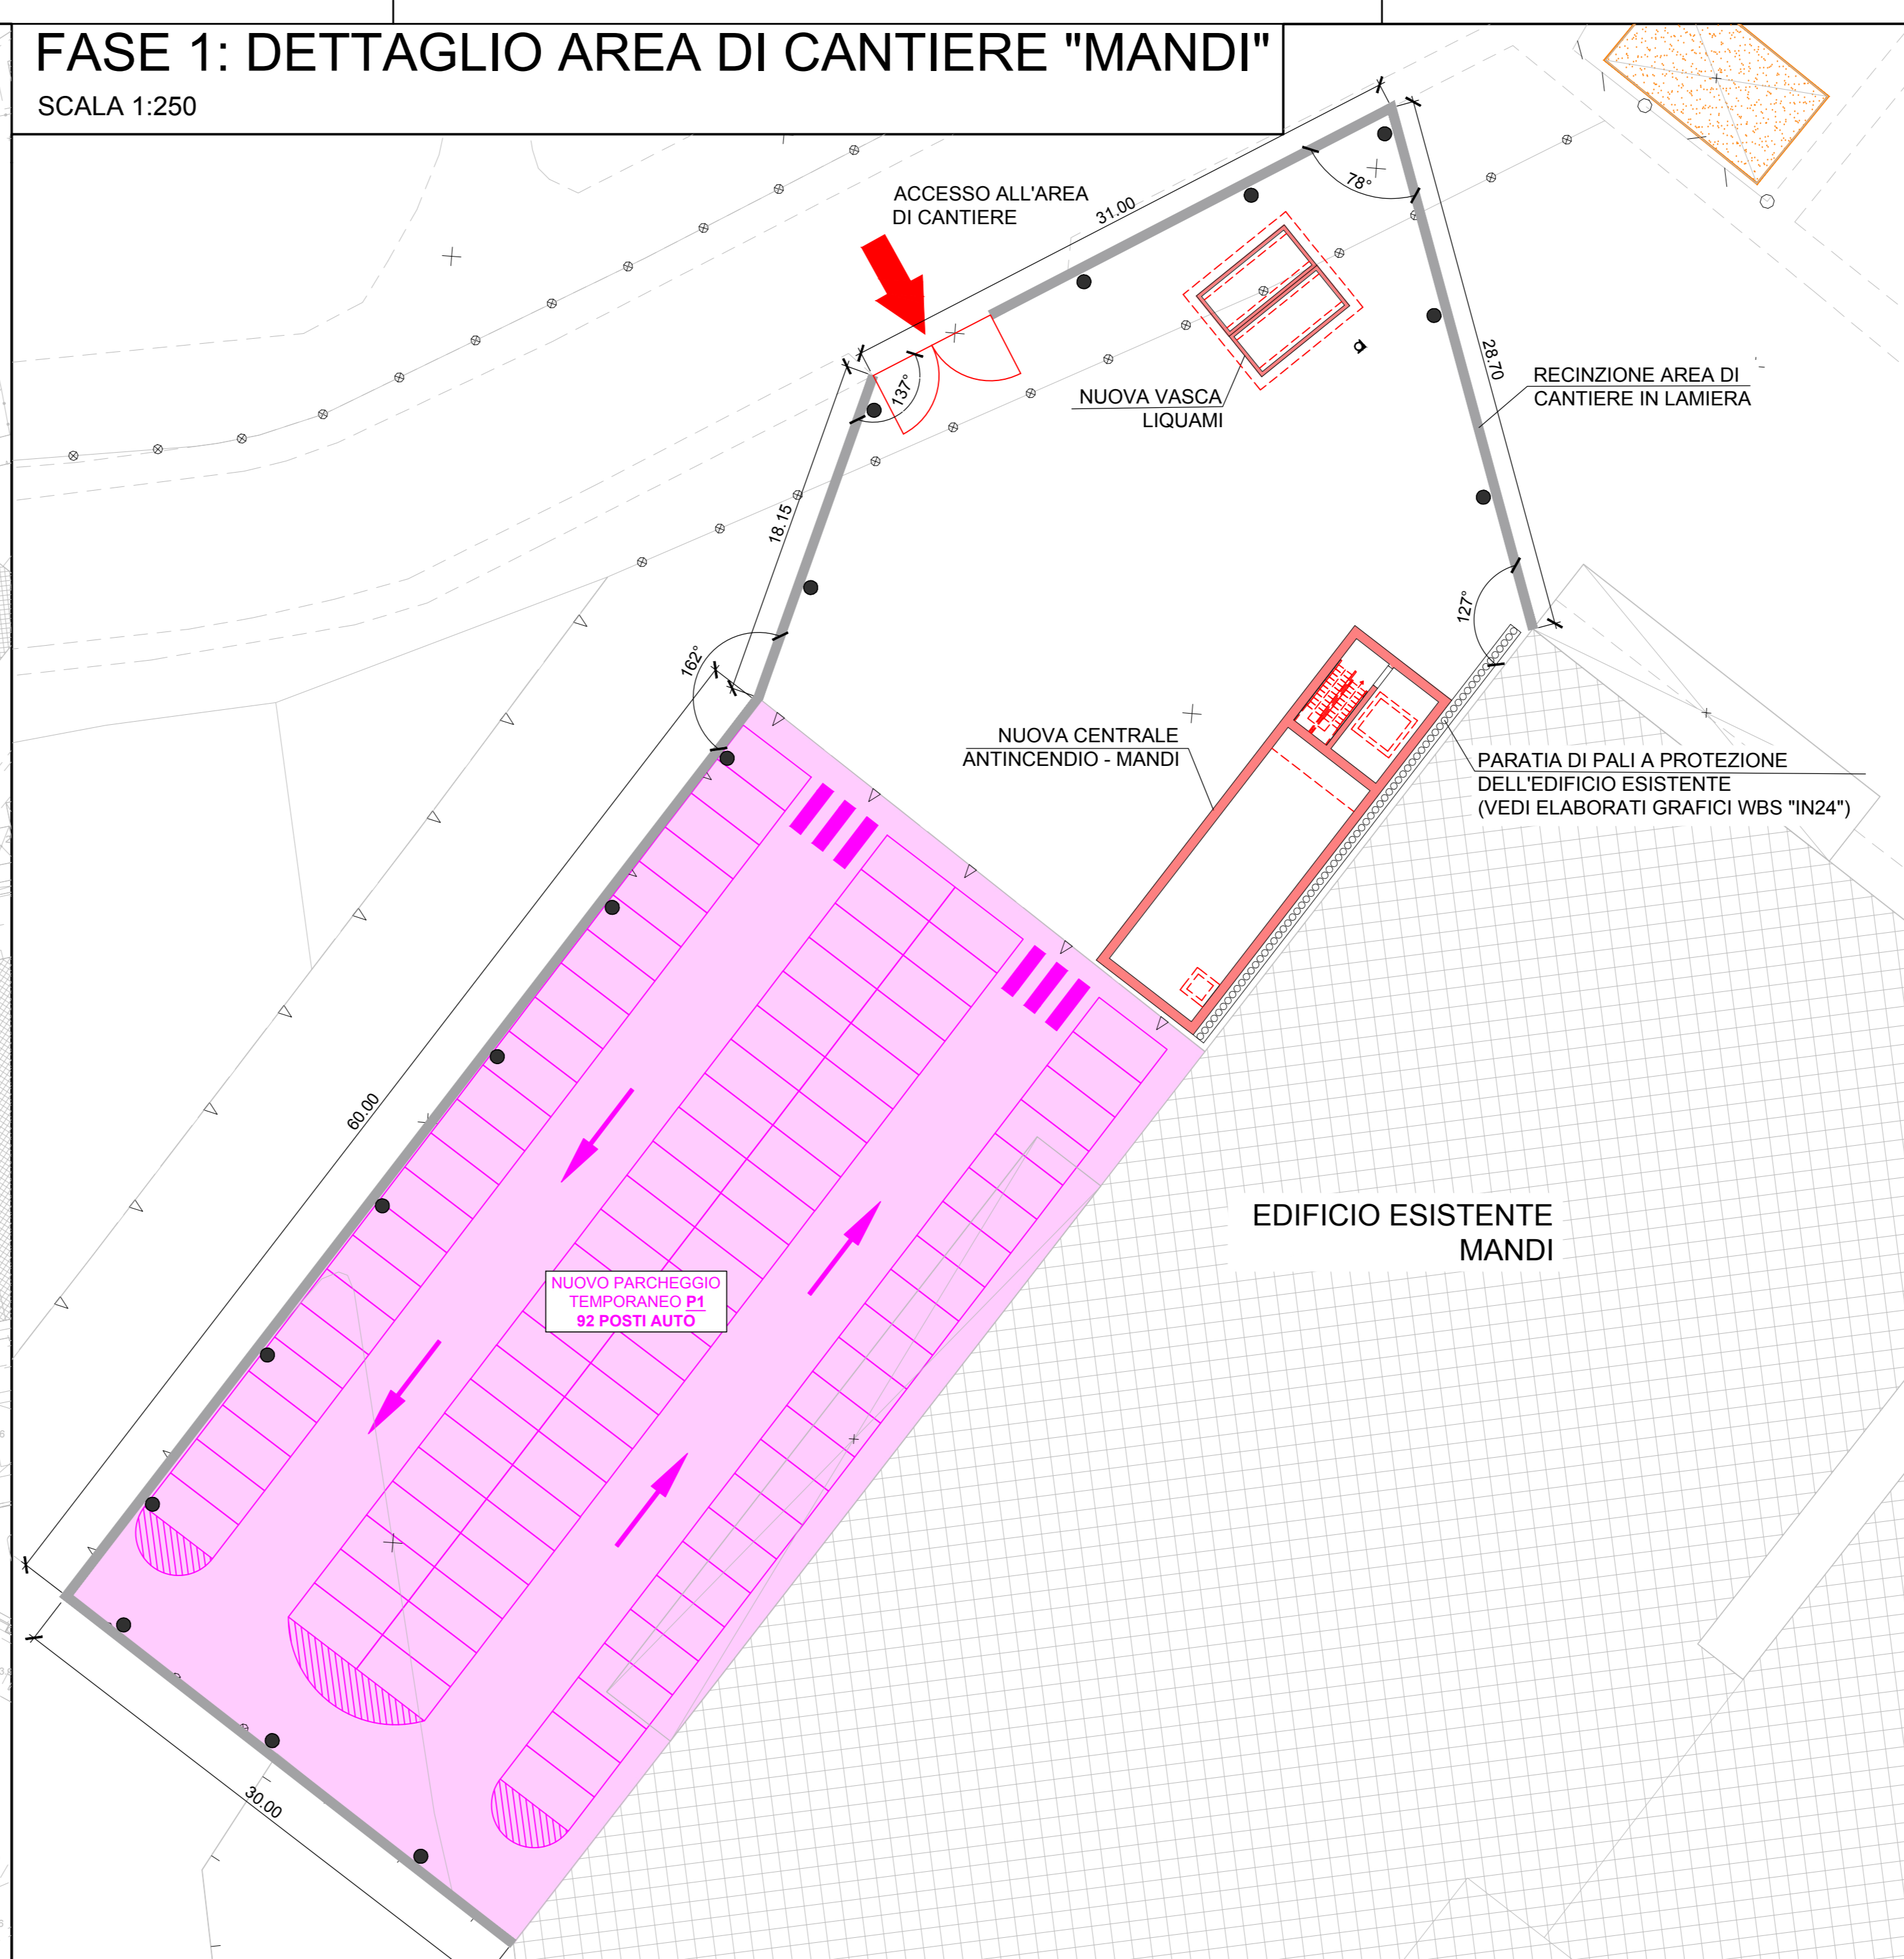 FASE 1: DETTAGLIO AREA DI CANTIERE "MANDI"
SCALA 1:250
ACCESSO ALL'AREA
DI CANTIERE
31.00
78°
28.70
137°
NUOVA VASCA
LIQUAMI
RECINZIONE AREA DI
CANTIERE IN LAMIERA
18.15
127°
162°
NUOVA CENTRALE
ANTINCENDIO - MANDI
PARATIA DI PALI A PROTEZIONE
DELL'EDIFICIO ESISTENTE
(VEDI ELABORATI GRAFICI WBS "IN24")
60.00
EDIFICIO ESISTENTE
MANDI
NUOVO PARCHEGGIO
TEMPORANEO P1
92 POSTI AUTO
30.00